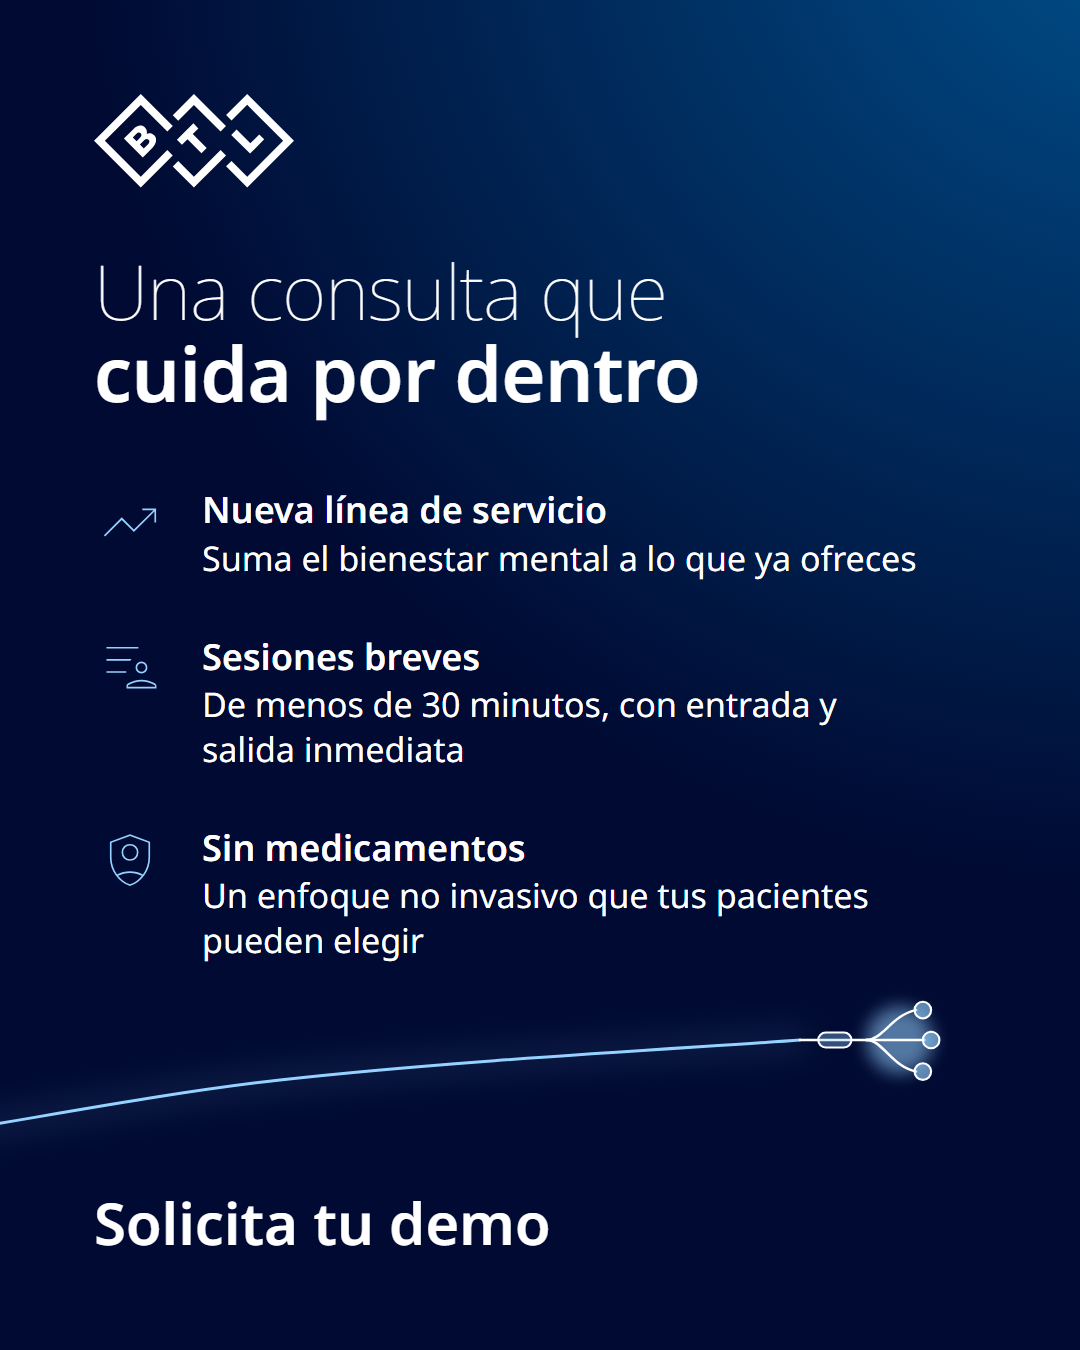 BTL
Una consulta que
cuida por dentro
Nueva línea de servicio
Suma el bienestar mental a lo que ya ofreces
Sesiones breves
De menos de 30 minutos, con entrada y
salida inmediata
Sin medicamentos
Un enfoque no invasivo que tus pacientes
pueden elegir
Solicita tu demo